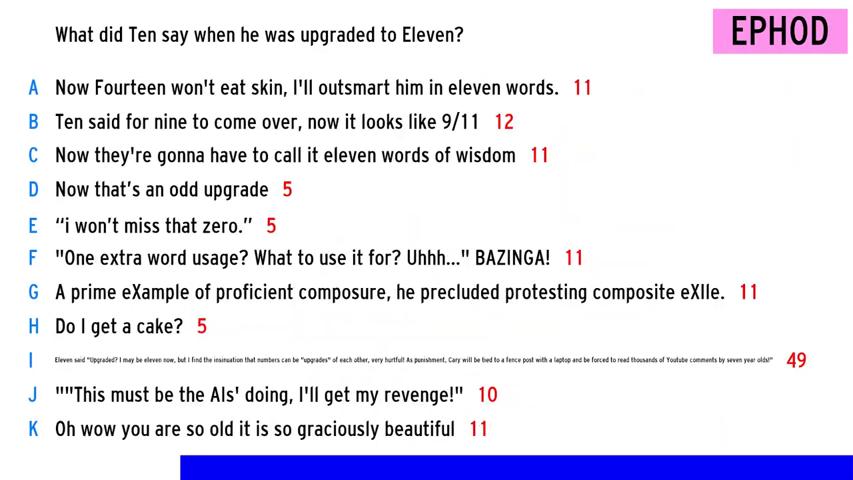 What did Ten say when he was upgraded to Eleven?
EPHOD
A Now Fourteen won't eat skin, I'll outsmart him in eleven words. 11
B Ten said for nine to come over, now it looks like 9/11 12
C Now they're gonna have to call it eleven words of wisdom 11
D Now that's an odd upgrade 5
E “i won't miss that zero.” 5
F "One extra word usage? What to use it for? Uhhh..." BAZINGA! 11
G A prime eXample of proficient composure, he precluded protesting composite eXIIe. 11
H Do I get a cake? 5
I Eleven said "Upgraded? I may be eleven now, but I find the insinuation that numbers can be "upgrades" of each other, very hurtful! As punishment, Cary will be tied to a fence post with a laptop and be forced to read thousands of Youtube comments by seven year olds!" 49
J ""This must be the AIs' doing, I'll get my revenge!" 10
K Oh wow you are so old it is so graciously beautiful 11